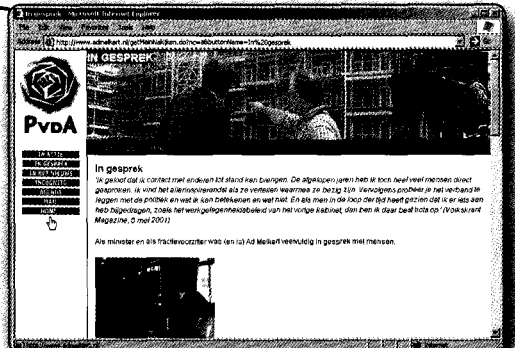 In gesprek - Microsoft Internet Explorer
Favorites Tools
Address http://www.admelkert.nl/
IN GESPREK
PvdA
IN ACTIE
IN GESPREK
IN HET NIEUWS
INCOGNITO
AGENDA
MAIL
HOME
In gesprek
'Ik geloof dat ik contact met anderen tot stand kan brengen. De afgelopen jaren heb ik toch heel veel mensen direct
gesproken. Ik vind het allerinspirerendst als ze vertellen waarmee ze bezig zijn. Vervolgens probeer je het verband te
leggen met de politiek en wat ik kan betekenen en wat niet. En als men in de loop der tijd heeft gezien dat ik er iets aan
heb bijgedragen, zoals het werkgelegenheidsbeleid van het vorige kabinet, dan ben ik daar best trots op.' (Volkskrant
Magazine, 5 mei 2001)
Als minister en als fractievoorzitter was (en is) Ad Melkert veelvuldig in gesprek met mensen.